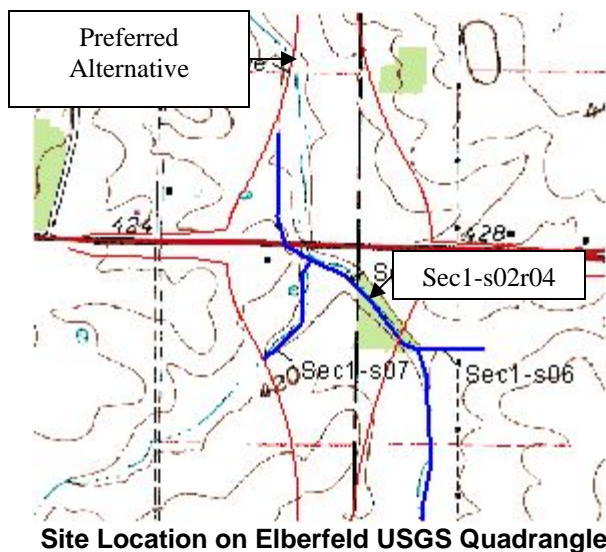 Preferred
Alternative
e
424
428
S
Sec1-s02r04
Sec1-s07
Sec1-s06
420
Site Location on Elberfeld USGS Quadrangle